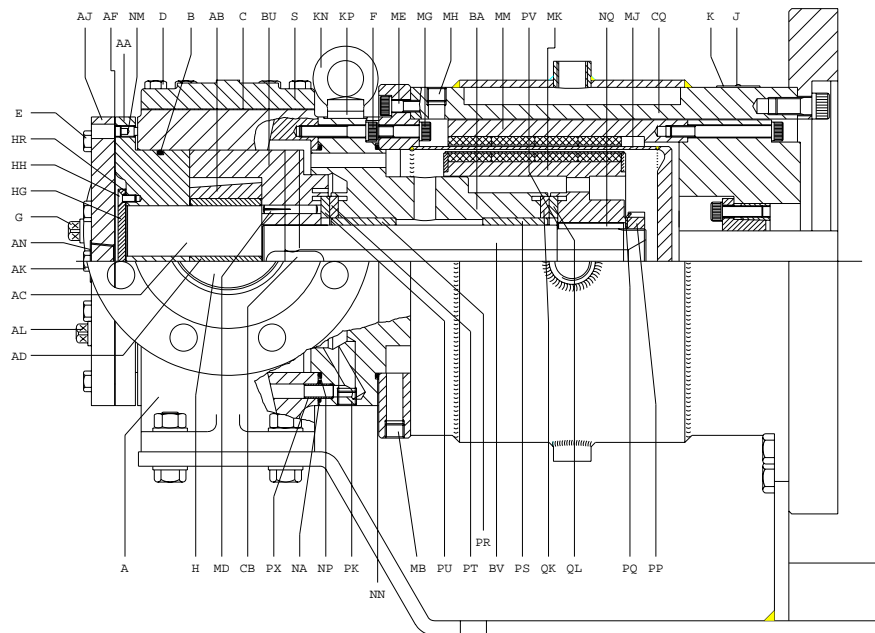 AJ AF D B AB C BU S KN KP F ME MG MH BA MM PV MK NQ MJ CQ K J
AA NM
E
HR
HH
HG
G
AN
AK
AC
AL
AD
PR
A H MD CB PX NA NP PK MB PU PT BV PS QK QL PQ PP
NN